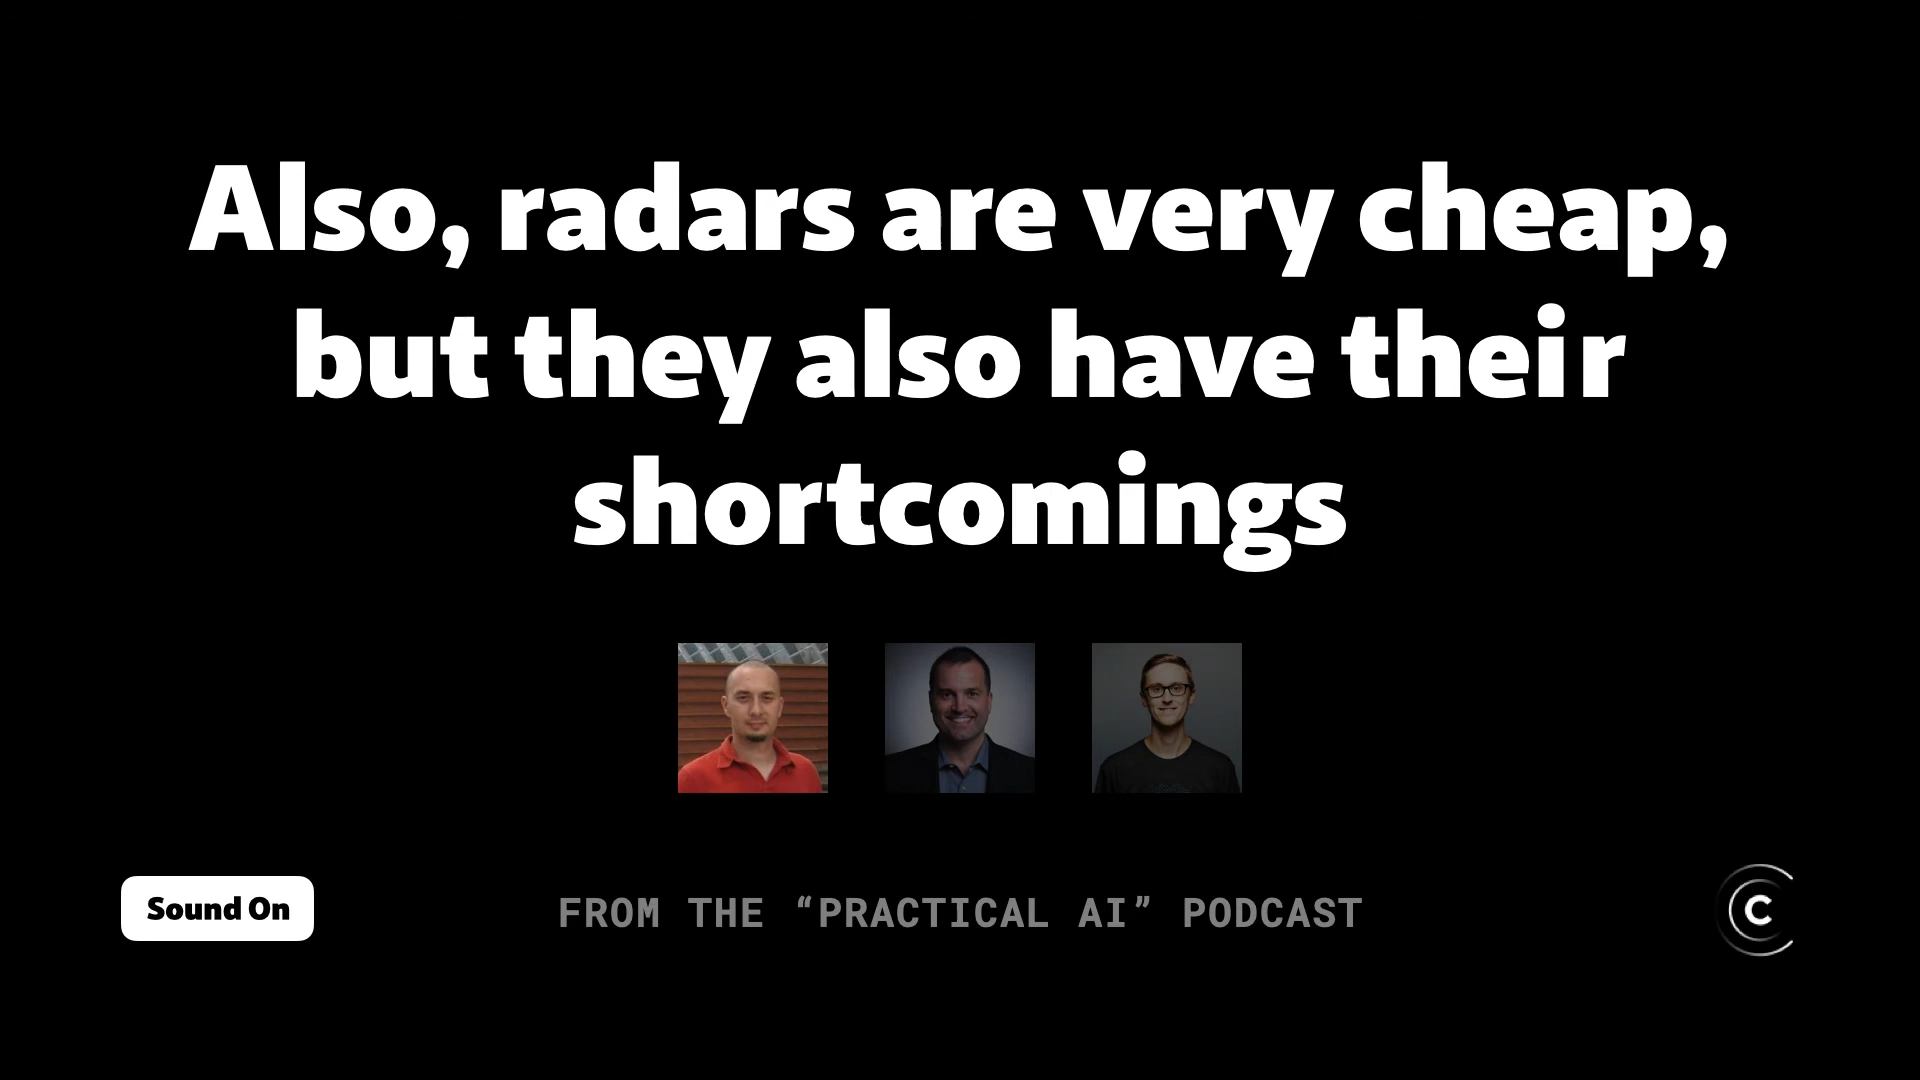 Also, radars are very cheap,
but they also have their
shortcomings
Sound On
FROM THE “PRACTICAL AI” PODCAST
C